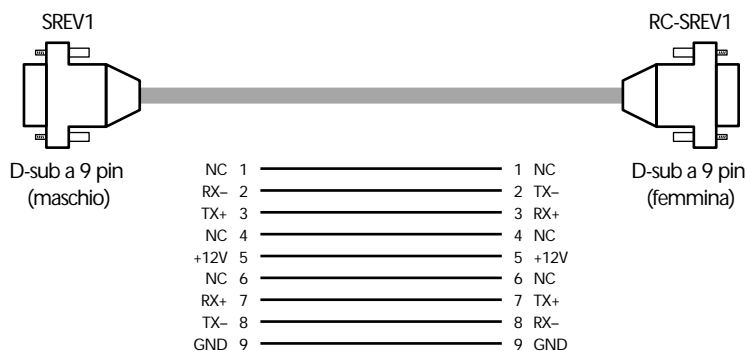 SREV1
RC-SREV1
D-sub a 9 pin
(maschio)
D-sub a 9 pin
(femmina)
NC 1 1 NC
RX– 2 2 TX–
TX+ 3 3 RX+
NC 4 4 NC
+12V 5 5 +12V
NC 6 6 NC
RX+ 7 7 TX+
TX– 8 8 RX–
GND 9 9 GND